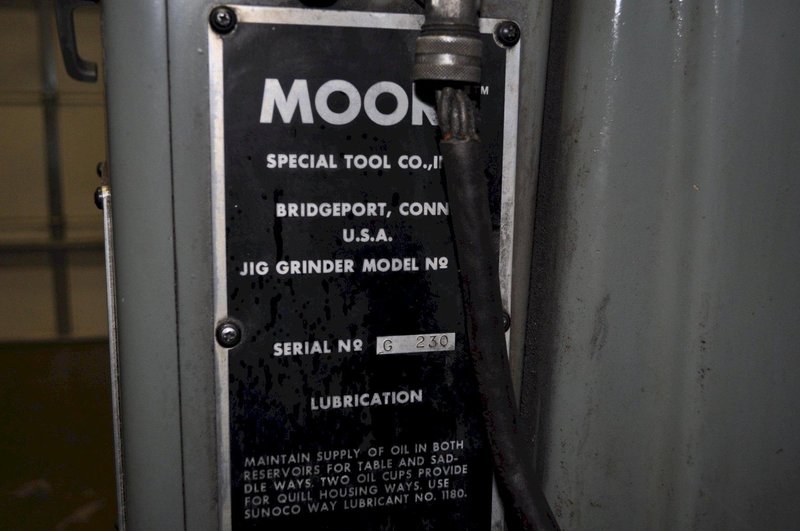 MOOR ™
SPECIAL TOOL CO.,I
BRIDGEPORT, CONN
U.S.A.
JIG GRINDER MODEL Nº
SERIAL Nº G 230
LUBRICATION
MAINTAIN SUPPLY OF OIL IN BOTH
RESERVOIRS FOR TABLE AND SAD-
DLE WAYS. TWO OIL CUPS PROVIDE
FOR QUILL HOUSING WAYS. USE
SUNOCO WAY LUBRICANT NO. 1180.